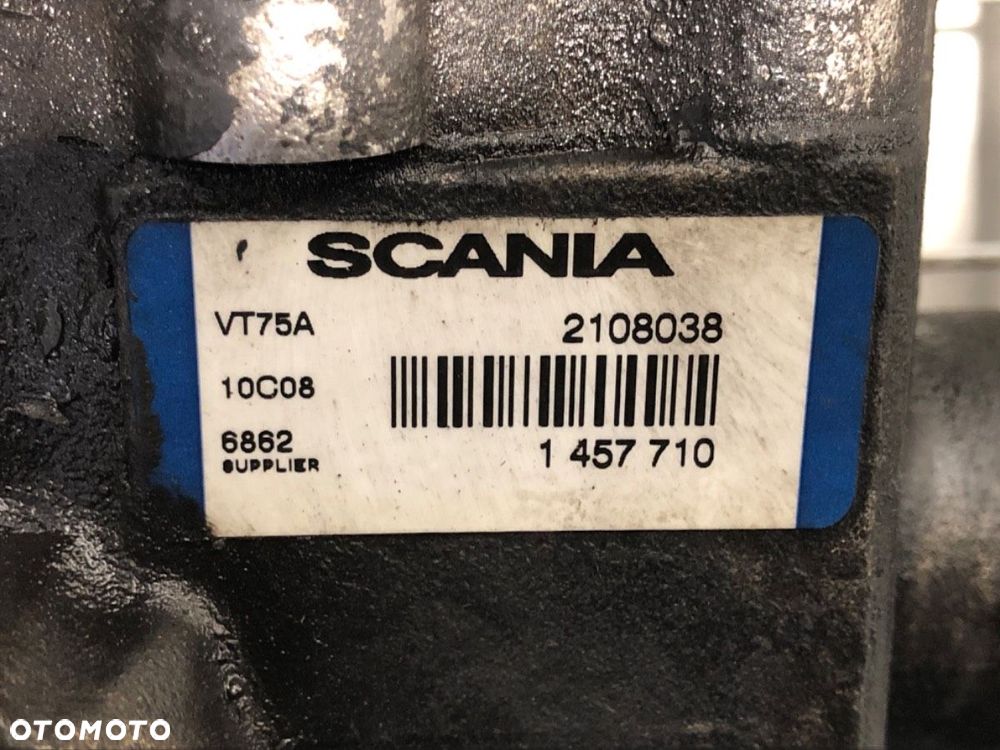 SCANIA
VT75A 2108038
10C08
6862 1 457 710
SUPPLIER
OTOMOTO